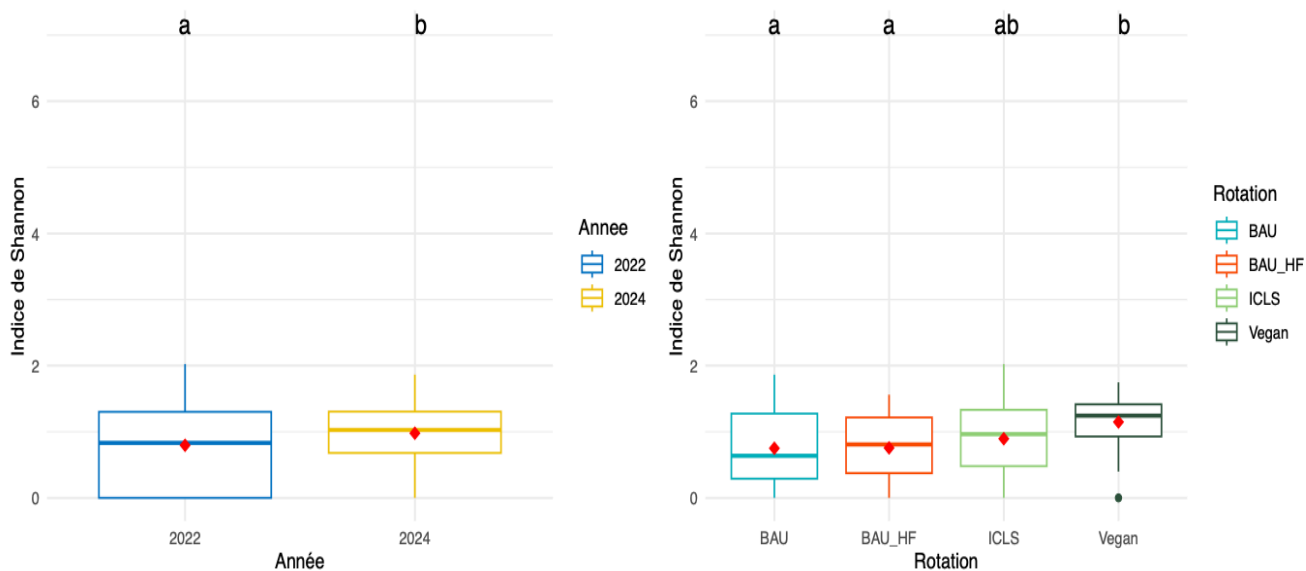 a b
6
4
2
0
Indice de Shannon
2022 2024
Année
Annee
2022
2024
a a ab b
6
4
2
0
Indice de Shannon
BAU BAU_HF ICLS Vegan
Rotation
Rotation
BAU
BAU_HF
ICLS
Vegan